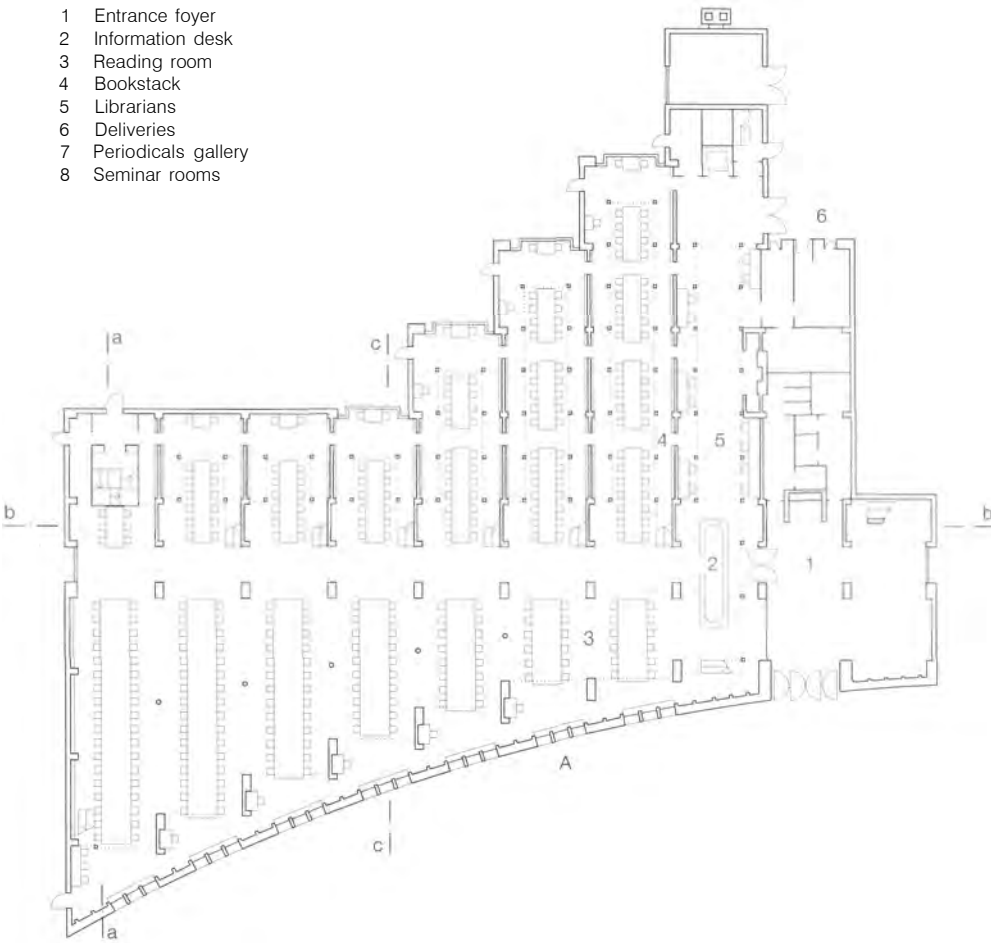 1 Entrance foyer
2 Information desk
3 Reading room
4 Bookstack
5 Librarians
6 Deliveries
7 Periodicals gallery
8 Seminar rooms
6
a
c
4
5
b
b
2
1
3
A
c
a